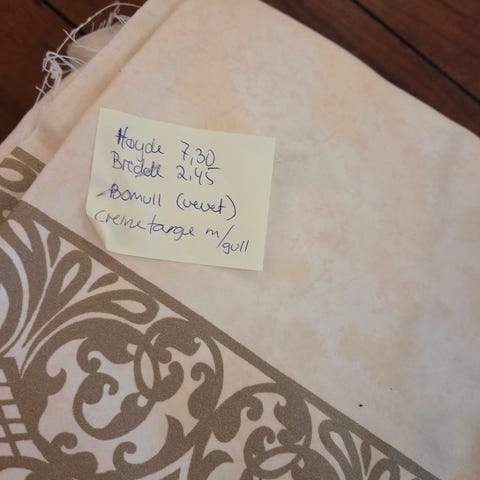 Høyde 7,30
Bredde 2,45
Bomull (vevet)
Cremefarge m/
gull